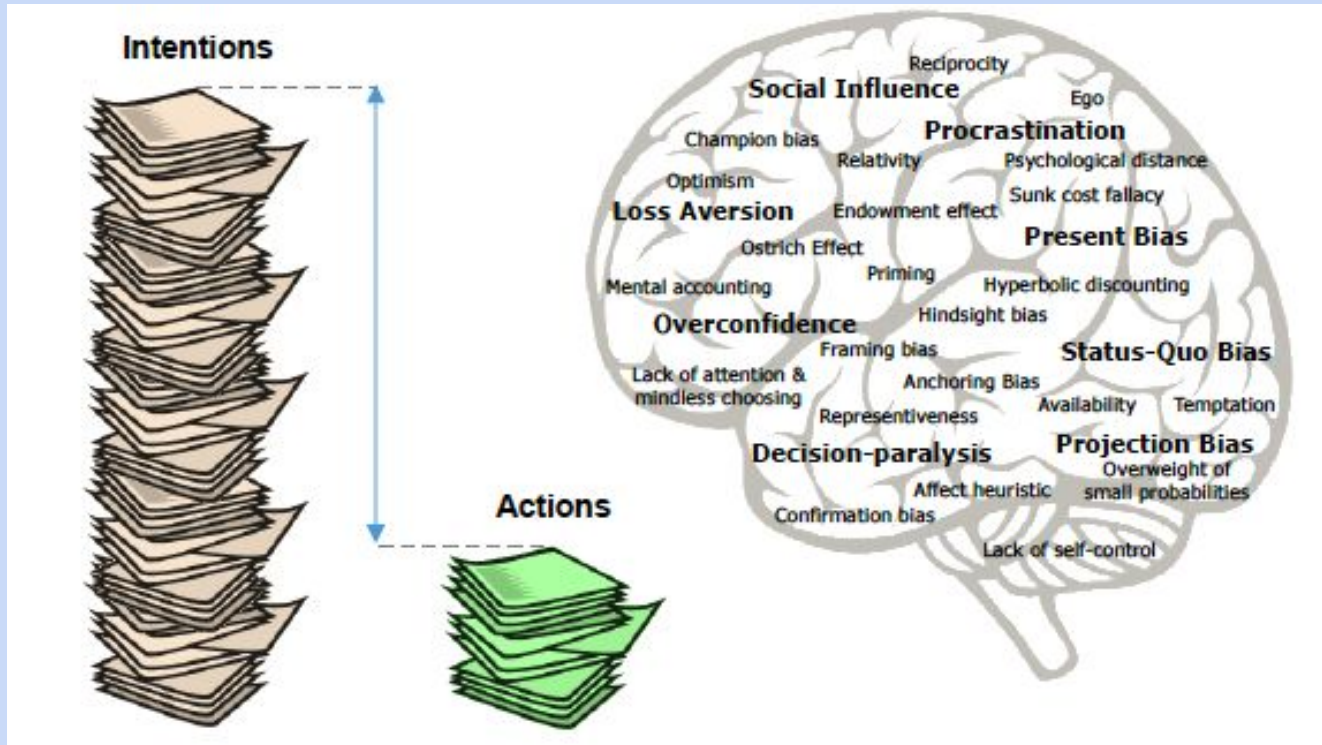 Intentions
Actions
Reciprocity
Social Influence
Ego
Procrastination
Champion bias
Relativity
Psychological distance
Optimism
Sunk cost fallacy
Loss Aversion
Endowment effect
Present Bias
Ostrich Effect
Priming
Mental accounting
Hyperbolic discounting
Hindsight bias
Overconfidence
Framing bias
Status-Quo Bias
Lack of attention &
mindless choosing
Anchoring Bias
Availability
Temptation
Representiveness
Decision-paralysis
Projection Bias
Overweight of
small probabilities
Affect heuristic
Confirmation bias
Lack of self-control